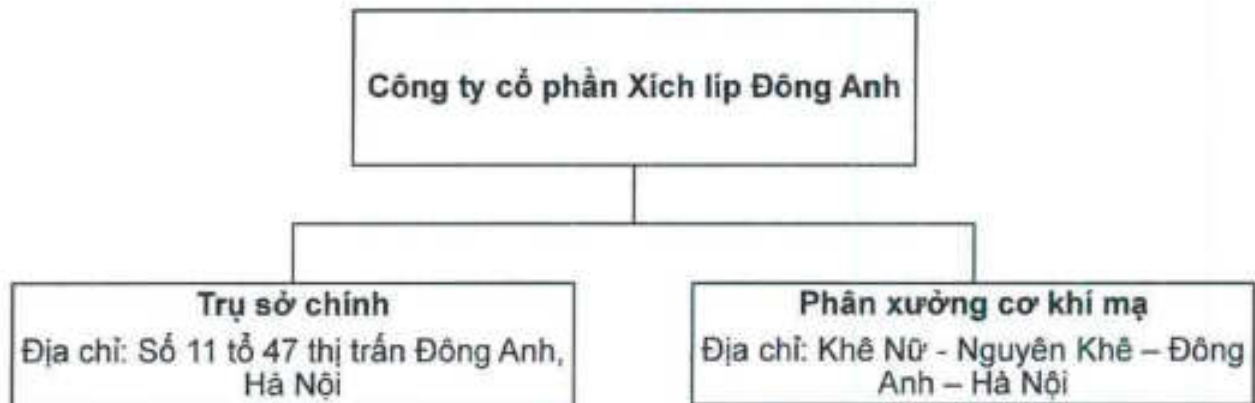 Công ty cổ phần Xích líp Đông Anh
Trụ sở chính
Địa chỉ: Số 11 tổ 47 thị trấn Đông Anh,
Hà Nội
Phân xưởng cơ khí mạ
Địa chỉ: Khê Nữ - Nguyên Khê – Đông
Anh – Hà Nội